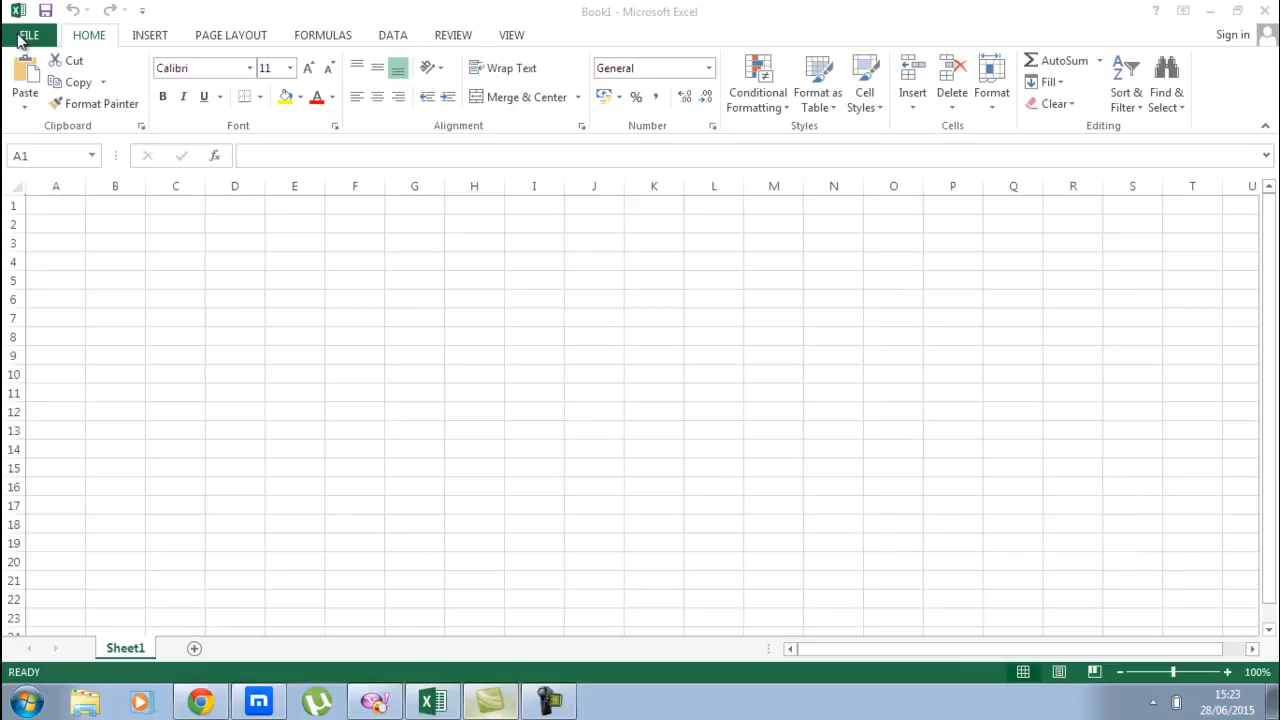 Book1 - Microsoft Excel
FILE HOME INSERT PAGE LAYOUT FORMULAS DATA REVIEW VIEW Sign in
Cut
Copy
Format Painter
Paste
Clipboard
Calibri 11
B I U A
Font
Wrap Text
Merge & Center
Alignment
General
%
Number
Conditional Formatting
Format as Table
Cell Styles
Styles
Insert Delete Format
Cells
AutoSum
Fill
Clear
Sort & Filter
Find & Select
Editing
A1 fx
A B C D E F G H I J K L M N O P Q R S T U
1
2
3
4
5
6
7
8
9
10
11
12
13
14
15
16
17
18
19
20
21
22
23
Sheet1
READY 100%
15:23
28/06/2015